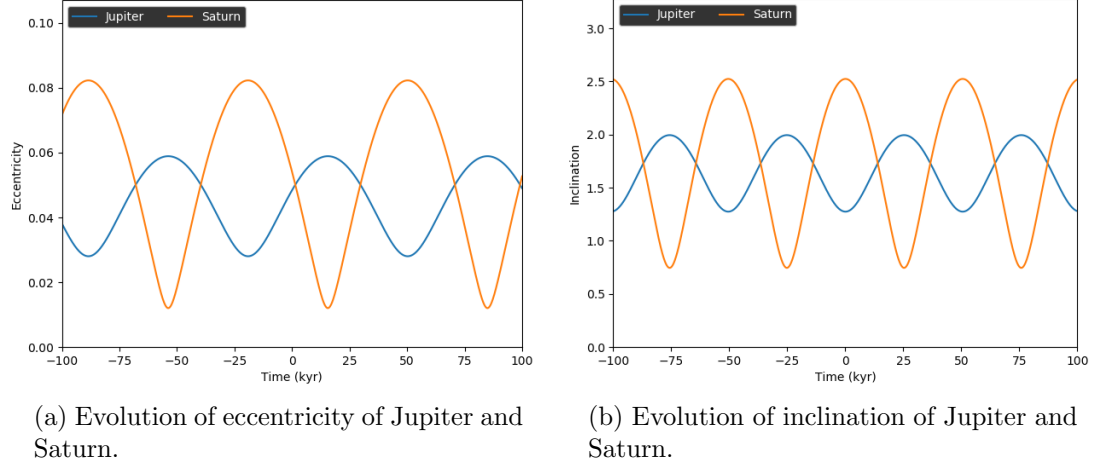 Jupiter Saturn
0.10
0.08
0.06
0.04
0.02
0.00
Eccentricity
−100 −75 −50 −25 0 25 50 75 100
Time (kyr)
(a) Evolution of eccentricity of Jupiter and
Saturn.
Jupiter Saturn
3.0
2.5
2.0
1.5
1.0
0.5
0.0
Inclination
−100 −75 −50 −25 0 25 50 75 100
Time (kyr)
(b) Evolution of inclination of Jupiter and
Saturn.